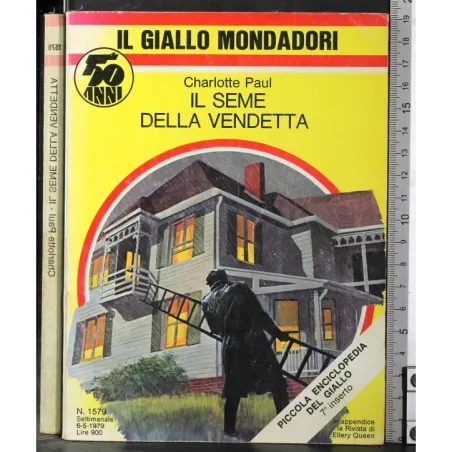 IL GIALLO MONDADORI
50
ANNI
Charlotte Paul
IL SEME
DELLA VENDETTA
PICCOLA ENCICLOPEDIA
DEL GIALLO
7° inserto
N. 1579
Settimanale
6-5-1979
Lire 900
In appendice
la Rivista di
Ellery Queen
Charlotte Paul - IL SEME DELLA VENDETTA
1579